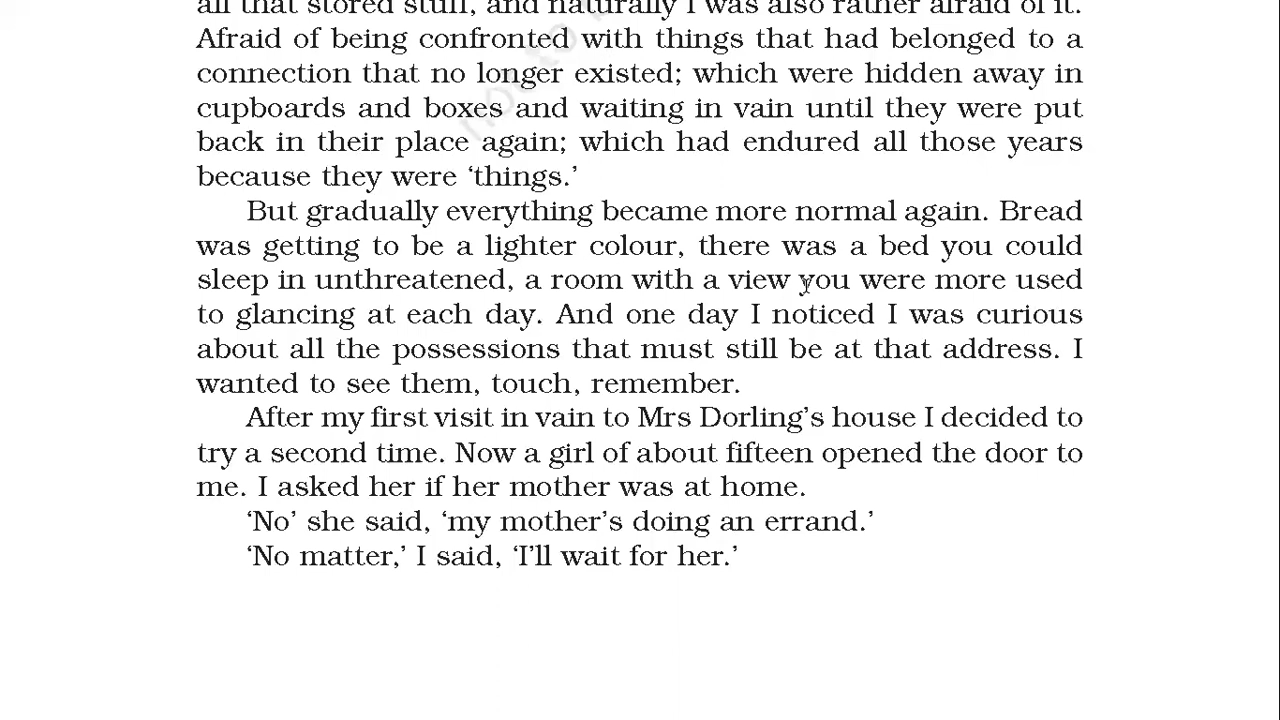 all that stored stuff, and naturally I was also rather afraid of it.
Afraid of being confronted with things that had belonged to a
connection that no longer existed; which were hidden away in
cupboards and boxes and waiting in vain until they were put
back in their place again; which had endured all those years
because they were ‘things.’
But gradually everything became more normal again. Bread
was getting to be a lighter colour, there was a bed you could
sleep in unthreatened, a room with a view you were more used
to glancing at each day. And one day I noticed I was curious
about all the possessions that must still be at that address. I
wanted to see them, touch, remember.
After my first visit in vain to Mrs Dorling’s house I decided to
try a second time. Now a girl of about fifteen opened the door to
me. I asked her if her mother was at home.
‘No’ she said, ‘my mother’s doing an errand.’
‘No matter,’ I said, ‘I’ll wait for her.’
not to